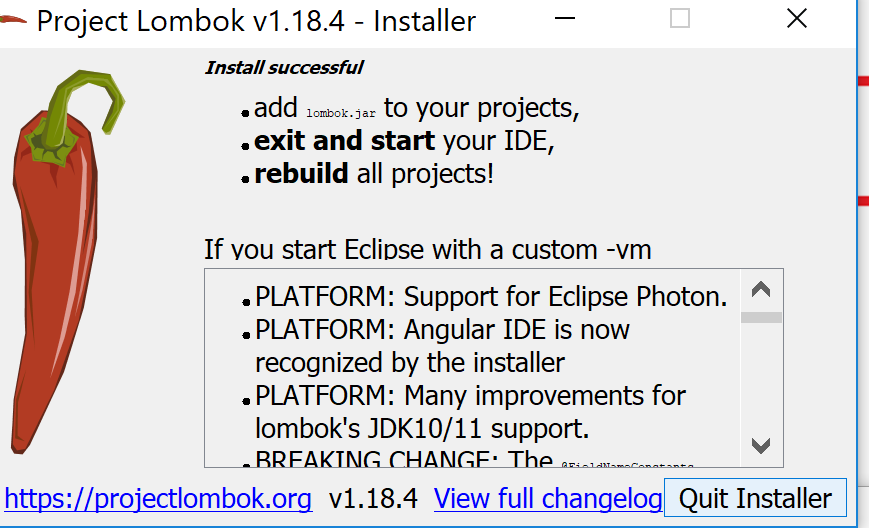 Project Lombok v1.18.4 - Installer
Install successful
add lombok.jar to your projects,
exit and start your IDE,
rebuild all projects!
If you start Eclipse with a custom -vm
PLATFORM: Support for Eclipse Photon.
PLATFORM: Angular IDE is now
recognized by the installer
PLATFORM: Many improvements for
lombok's JDK10/11 support.
BREAKING CHANGE: The @FieldNameConstants
https://projectlombok.org v1.18.4 View full changelog Quit Installer